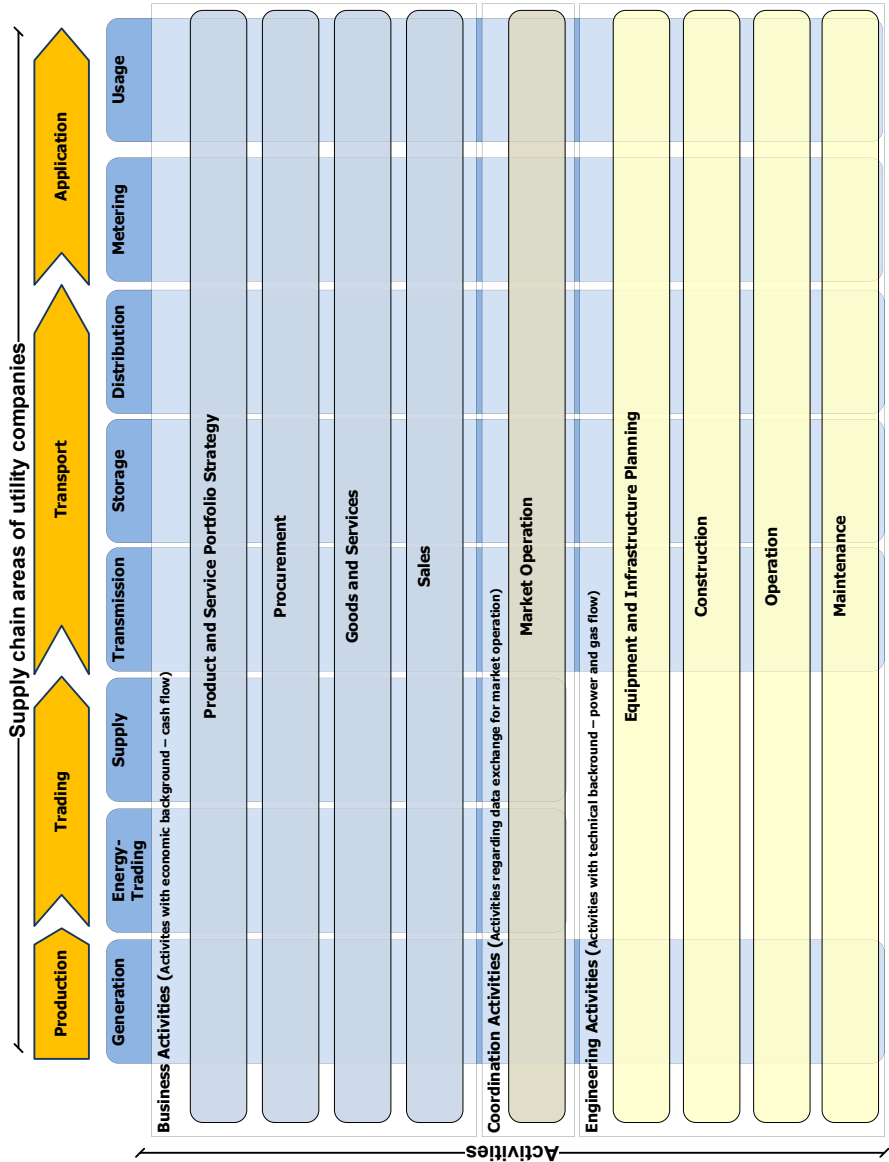 Supply chain areas of utility companies
Production
Trading
Transport
Application
Generation
Energy-
Trading
Supply
Transmission
Storage
Distribution
Metering
Usage
Activities
Business Activities (Activites with economic background – cash flow)
Product and Service Portfolio Strategy
Procurement
Goods and Services
Sales
Coordination Activities (Activities regarding data exchange for market operation)
Market Operation
Engineering Activities (Activities with technical backround – power and gas flow)
Equipment and Infrastructure Planning
Construction
Operation
Maintenance